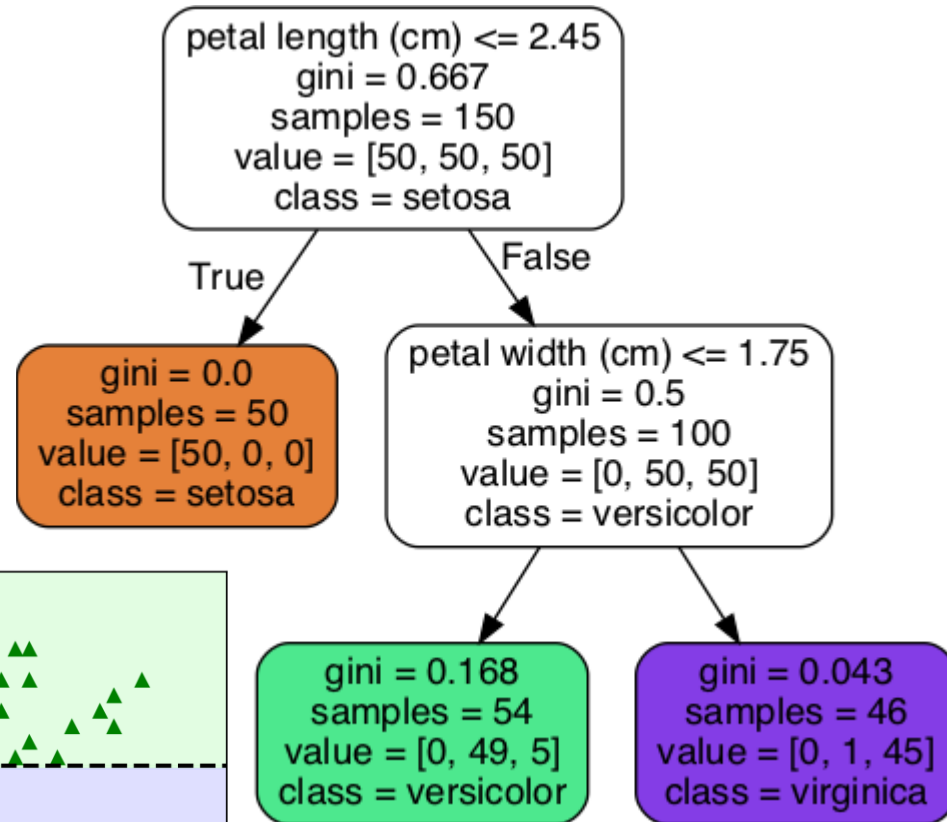 petal length (cm) <= 2.45
gini = 0.667
samples = 150
value = [50, 50, 50]
class = setosa
True
False
gini = 0.0
samples = 50
value = [50, 0, 0]
class = setosa
petal width (cm) <= 1.75
gini = 0.5
samples = 100
value = [0, 50, 50]
class = versicolor
gini = 0.168
samples = 54
value = [0, 49, 5]
class = versicolor
gini = 0.043
samples = 46
value = [0, 1, 45]
class = virginica